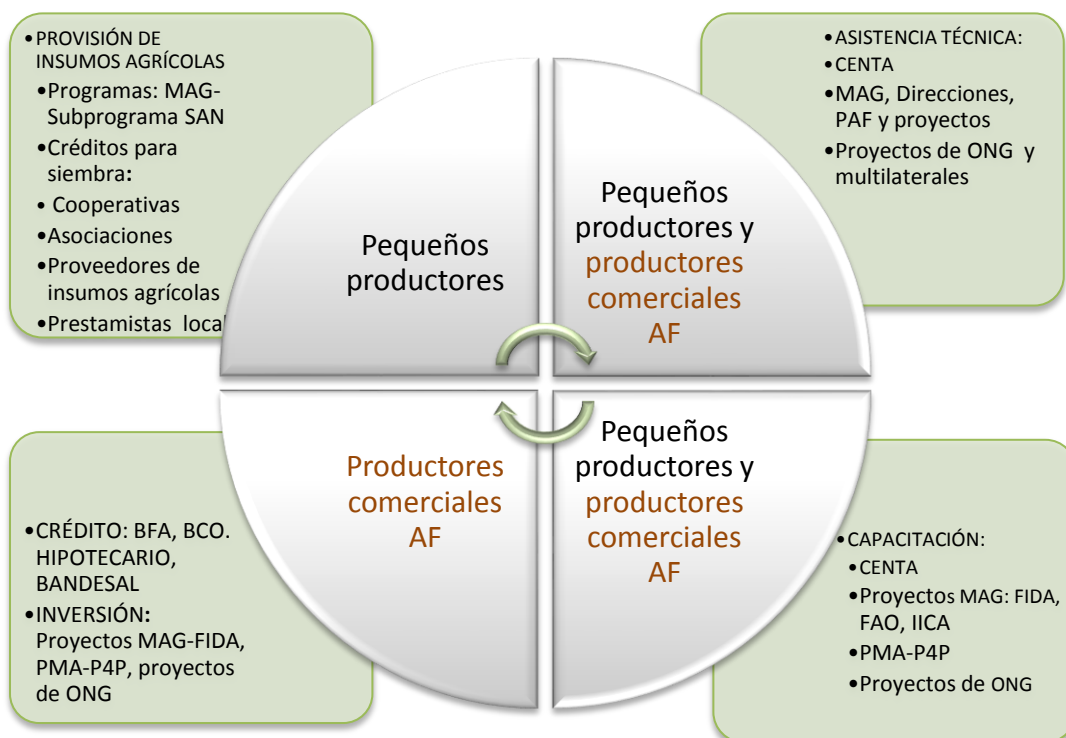 •PROVISIÓN DE
INSUMOS AGRÍCOLAS
•Programas: MAG-
Subprograma SAN
•Créditos para
siembra:
• Cooperativas
•Asociaciones
•Proveedores de
insumos agrícolas
•Prestamistas local
•ASISTENCIA TÉCNICA:
•CENTA
•MAG, Direcciones,
PAF y proyectos
•Proyectos de ONG y
multilaterales
Pequeños
productores
Pequeños
productores y
productores
comerciales
AF
Productores
comerciales
AF
Pequeños
productores y
productores
comerciales
AF
•CRÉDITO: BFA, BCO.
HIPOTECARIO,
BANDESAL
•INVERSIÓN:
Proyectos MAG-FIDA,
PMA-P4P, proyectos
de ONG
•CAPACITACIÓN:
•CENTA
•Proyectos MAG: FIDA,
FAO, IICA
•PMA-P4P
•Proyectos de ONG